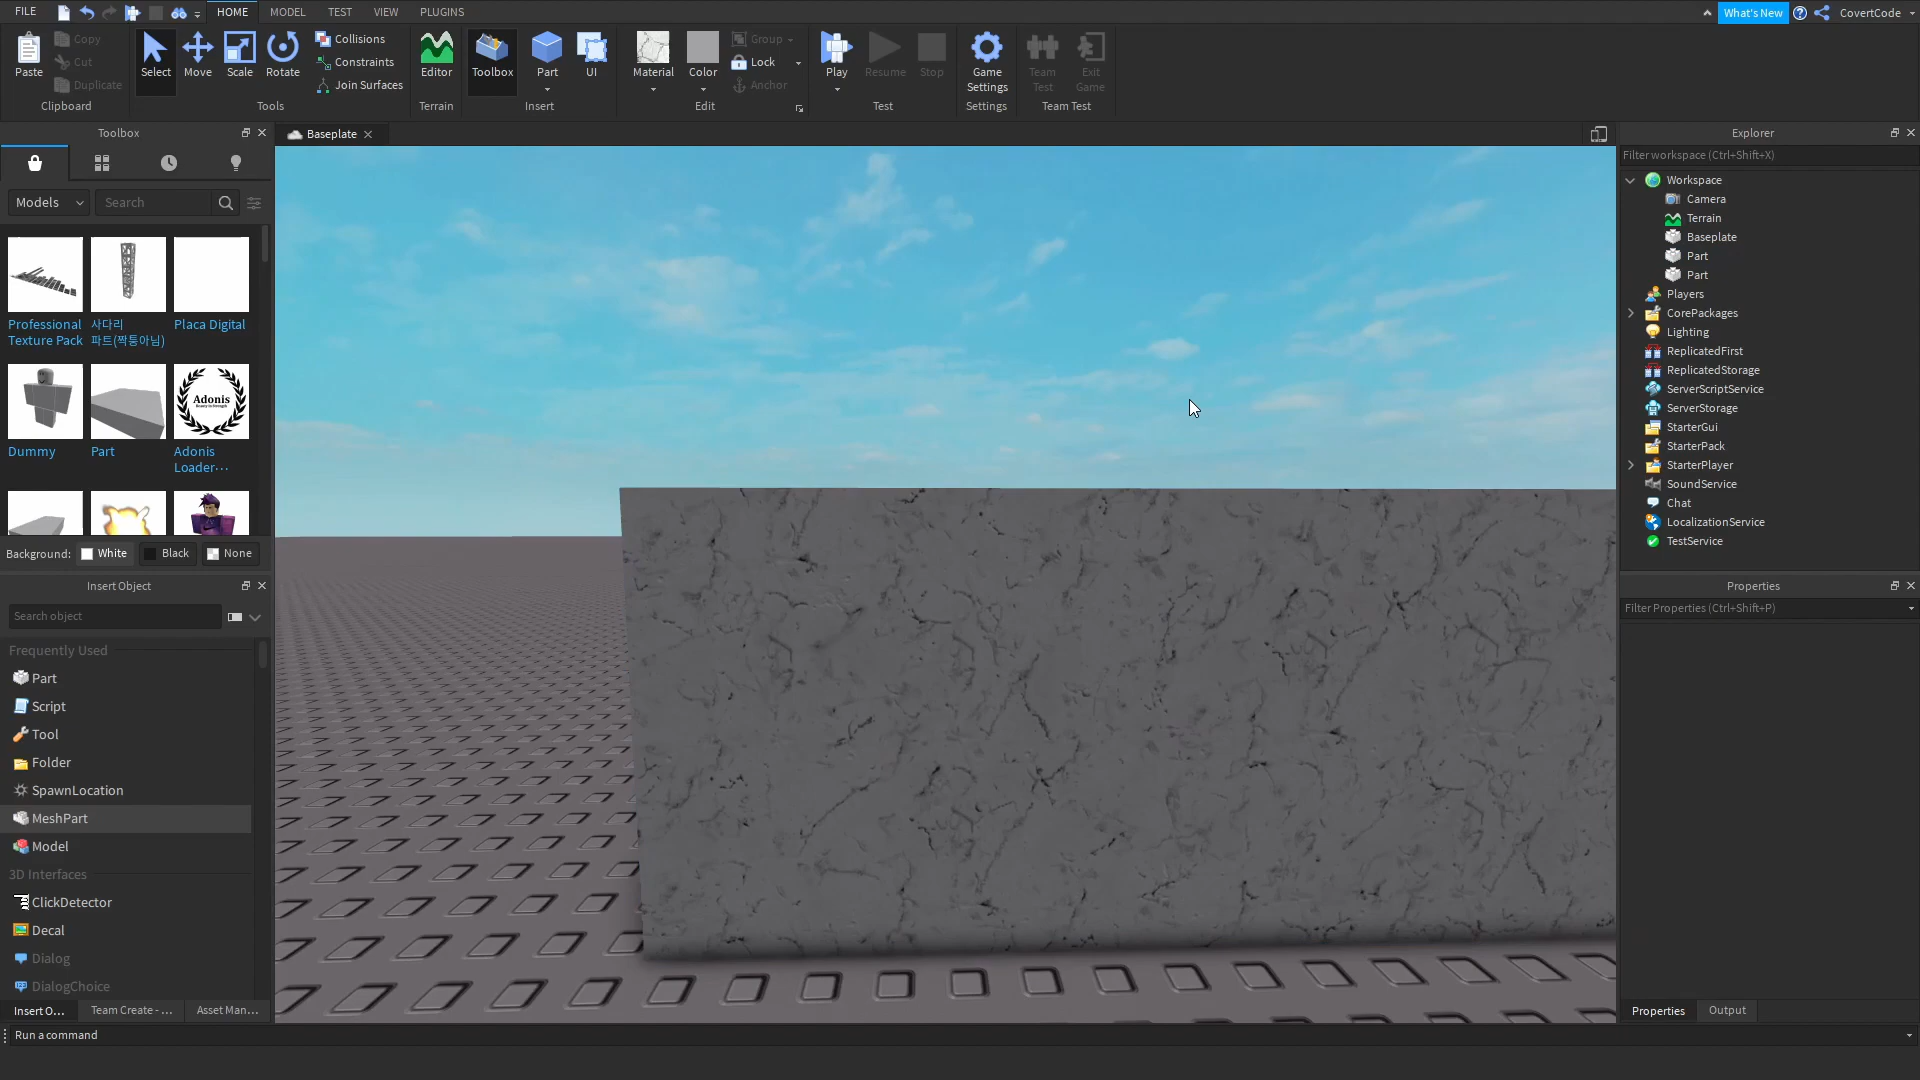 FILE
HOME
MODEL
TEST
VIEW
PLUGINS
What's New
CovertCode
Paste
Copy
Cut
Duplicate
Clipboard
Select
Move
Scale
Rotate
Collisions
Constraints
Join Surfaces
Tools
Editor
Terrain
Toolbox
Part
UI
Insert
Material
Color
Group
Lock
Anchor
Edit
Play
Resume
Stop
Test
Game
Settings
Settings
Team
Test
Exit
Game
Team Test
Toolbox
Models
Search
Professional
Texture Pack
사다리
파트(짝퉁아님)
Placa Digital
Adonis
Dummy
Part
Adonis
Loader...
Background:
White
Black
None
Insert Object
Search object
Frequently Used
Part
Script
Tool
Folder
SpawnLocation
MeshPart
Model
3D Interfaces
ClickDetector
Decal
Dialog
DialogChoice
Insert O...
Team Create - ...
Asset Man...
Run a command
Baseplate
Explorer
Filter workspace (Ctrl+Shift+X)
Workspace
Camera
Terrain
Baseplate
Part
Part
Players
CorePackages
Lighting
ReplicatedFirst
ReplicatedStorage
ServerScriptService
ServerStorage
StarterGui
StarterPack
StarterPlayer
SoundService
Chat
LocalizationService
TestService
Properties
Filter Properties (Ctrl+Shift+P)
Properties
Output